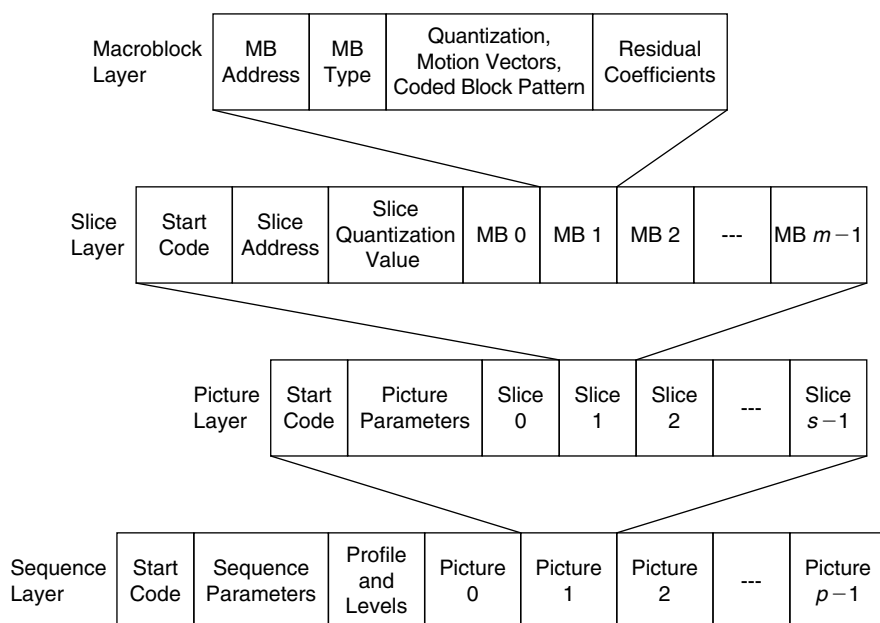 Macroblock Layer
MB Address
MB Type
Quantization, Motion Vectors, Coded Block Pattern
Residual Coefficients
Slice Layer
Start Code
Slice Address
Slice Quantization Value
MB 0
MB 1
MB 2
---
MB m−1
Picture Layer
Start Code
Picture Parameters
Slice 0
Slice 1
Slice 2
---
Slice s−1
Sequence Layer
Start Code
Sequence Parameters
Profile and Levels
Picture 0
Picture 1
Picture 2
---
Picture p−1